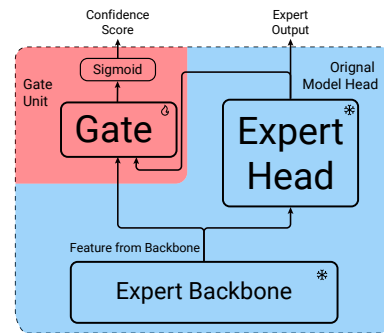 Confidence
Score
Expert
Output
Sigmoid
Gate
Unit
Orignal
Model Head
Gate
Expert
Head
Feature from Backbone
Expert Backbone